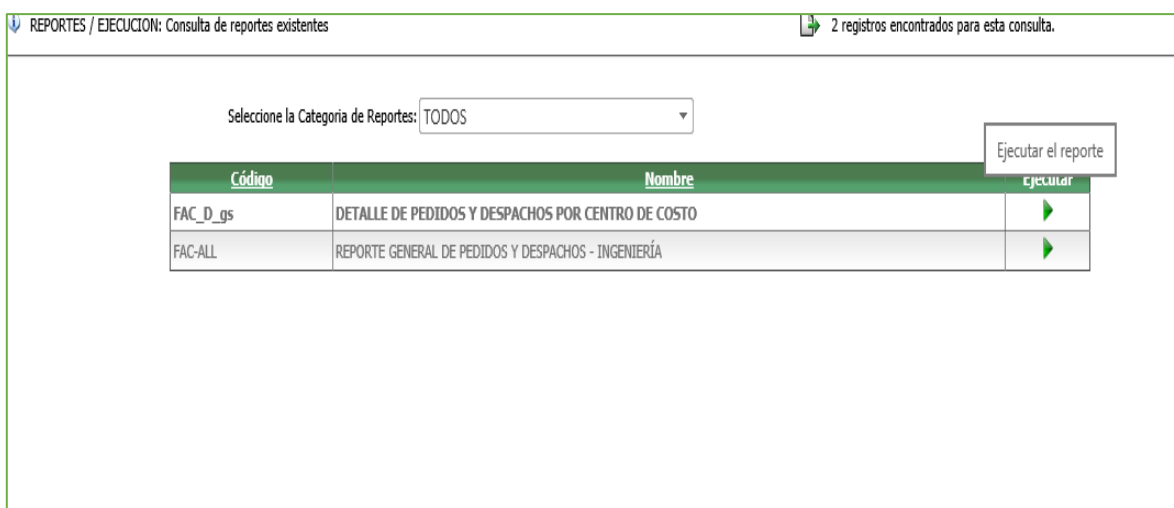 REPORTES / EJECUCION: Consulta de reportes existentes 2 registros encontrados para esta consulta.
Seleccione la Categoria de Reportes: TODOS
Ejecutar el reporte
Código Nombre Ejecutar
FAC_D_gs DETALLE DE PEDIDOS Y DESPACHOS POR CENTRO DE COSTO
FAC-ALL REPORTE GENERAL DE PEDIDOS Y DESPACHOS - INGENIERÍA